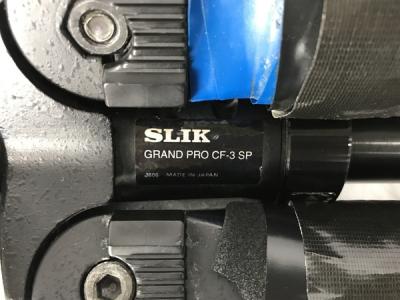 SLIK
GRAND PRO CF-3 SP
MADE IN JAPAN